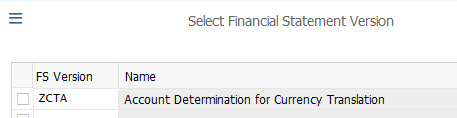 Select Financial Statement Version
FS Version Name
ZCTA Account Determination for Currency Translation